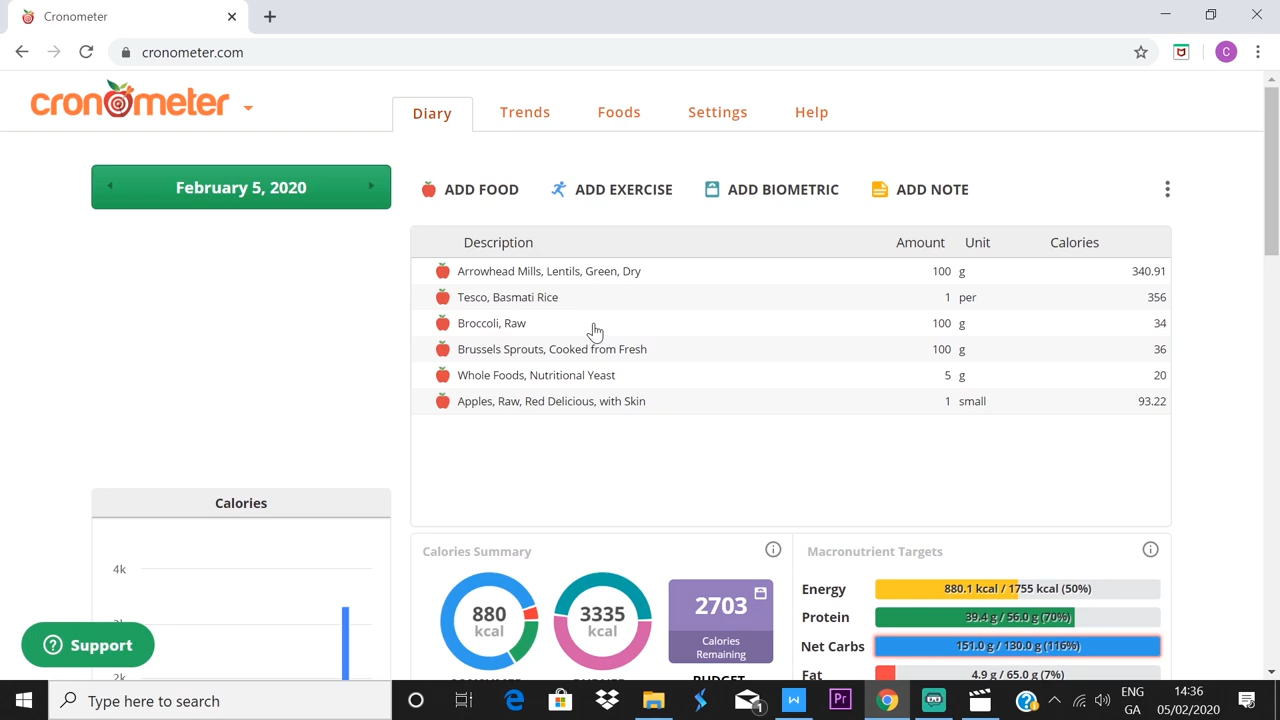 Cronometer
cronometer.com
C
cronometer
Diary
Trends
Foods
Settings
Help
February 5, 2020
ADD FOOD
ADD EXERCISE
ADD BIOMETRIC
ADD NOTE
Description Amount Unit Calories
Arrowhead Mills, Lentils, Green, Dry 100 g 340.91
Tesco, Basmati Rice 1 per 356
Broccoli, Raw 100 g 34
Brussels Sprouts, Cooked from Fresh 100 g 36
Whole Foods, Nutritional Yeast 5 g 20
Apples, Raw, Red Delicious, with Skin 1 small 93.22
Calories
4k
2k
Support
Calories Summary
880
kcal
3335
kcal
2703
Calories
Remaining
BUDGET
Macronutrient Targets
Energy 880.1 kcal / 1755 kcal (50%)
Protein 39.4 g / 56.0 g (70%)
Net Carbs 151.0 g / 130.0 g (116%)
Fat 4.9 g / 65.0 g (7%)
Type here to search
1
Pr
ENG
GA
14:36
05/02/2020